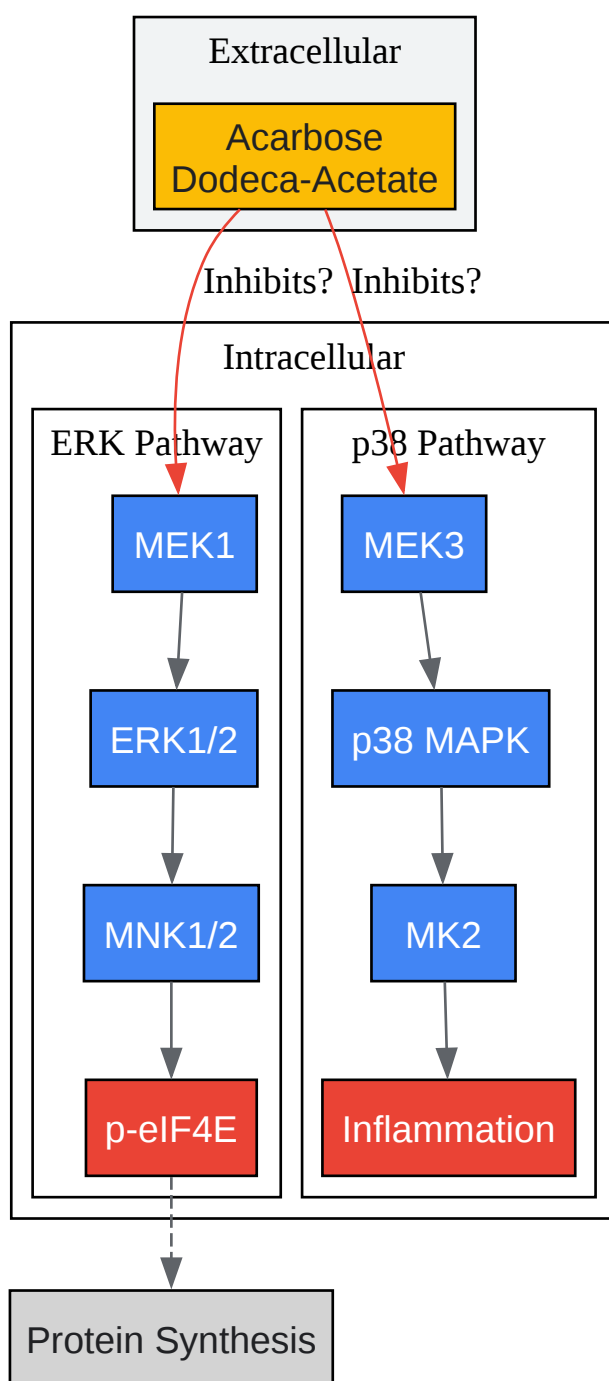 Extracellular
Acarbose
Dodeca-Acetate
Inhibits? Inhibits?
Intracellular
ERK Pathway
p38 Pathway
MEK1
MEK3
ERK1/2
p38 MAPK
MNK1/2
MK2
p-eIF4E
Inflammation
Protein Synthesis